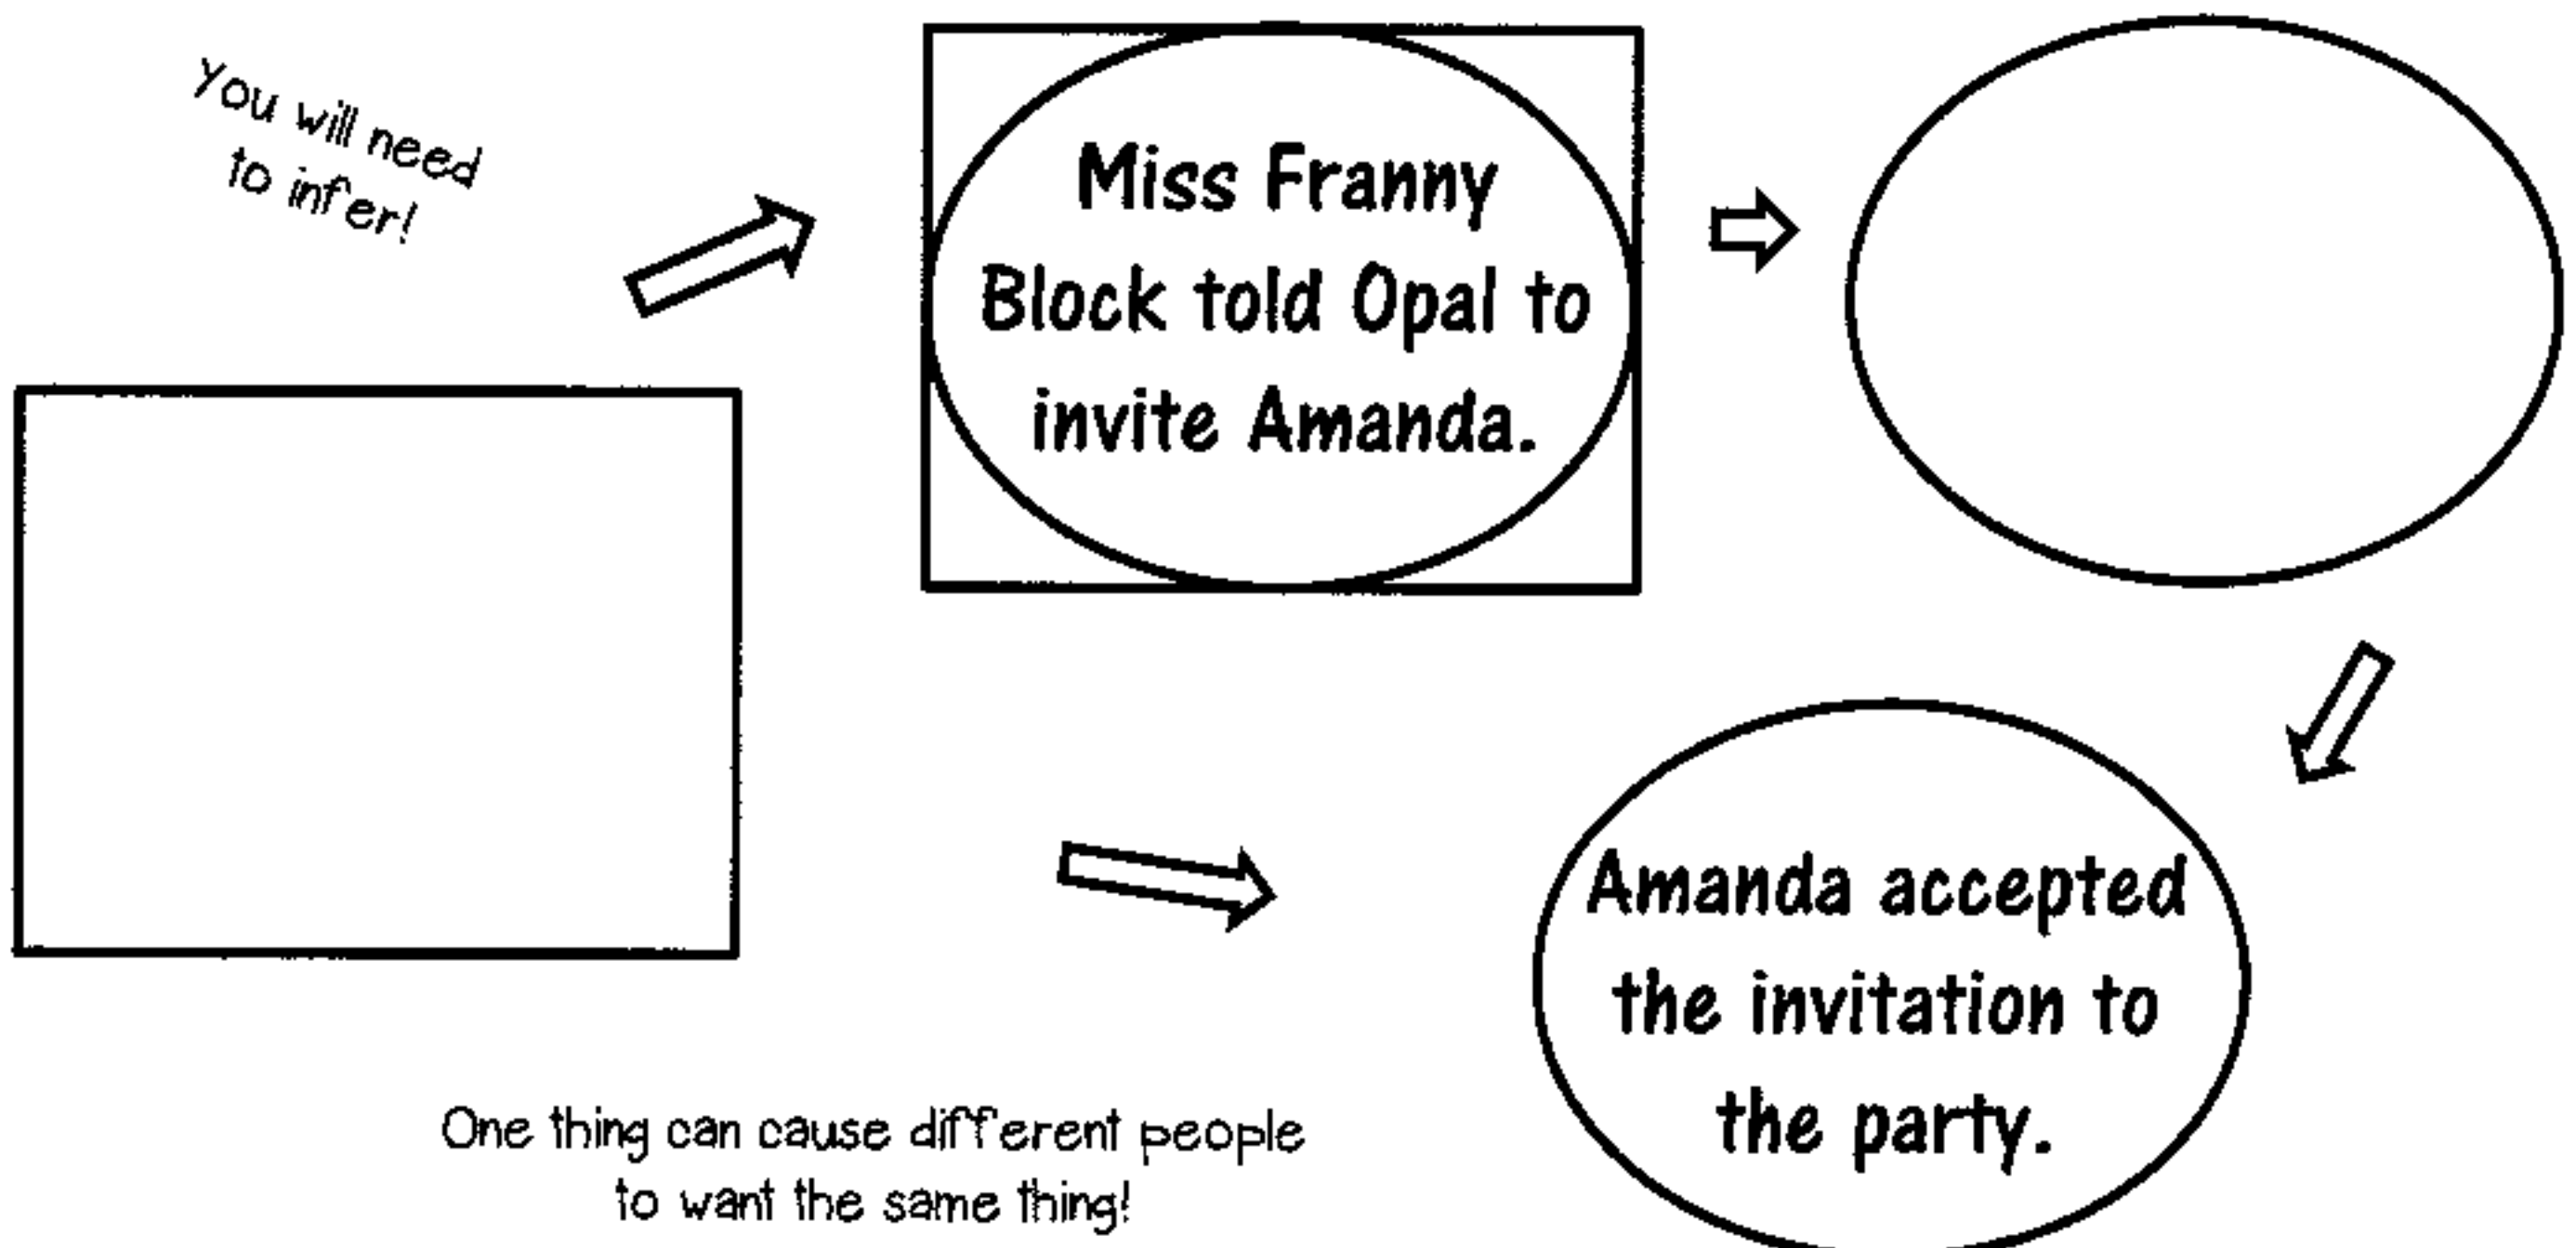 You will need
to infer!
Miss Franny
Block told Opal to
invite Amanda.
Amanda accepted
the invitation to
the party.
One thing can cause different people
to want the same thing!